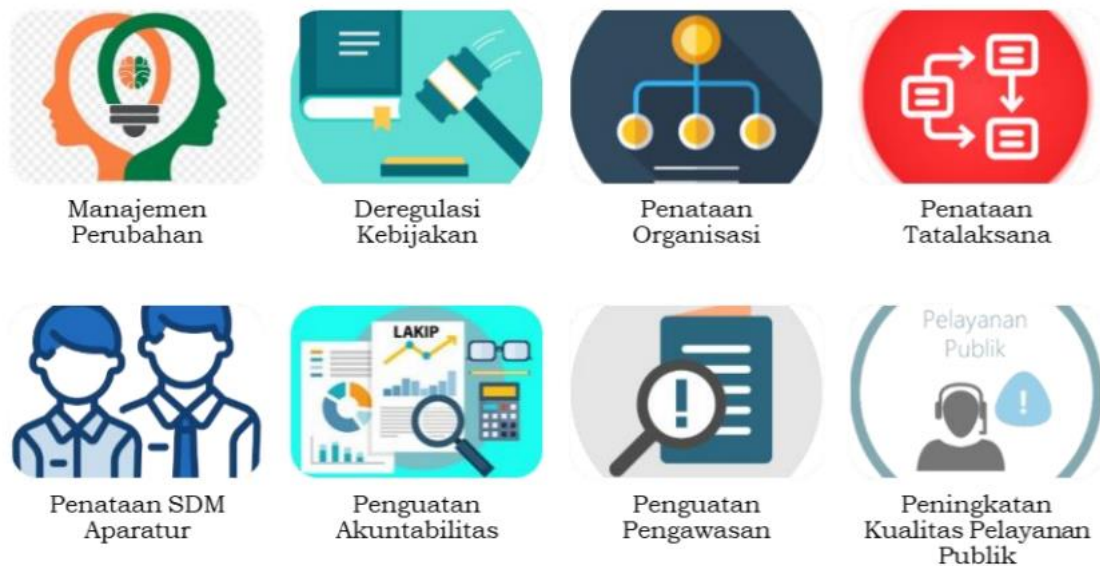 Manajemen
Perubahan
Deregulasi
Kebijakan
Penataan
Organisasi
Penataan
Tatalaksana
LAKIP
Pelayanan
Publik
Penataan SDM
Aparatur
Penguatan
Akuntabilitas
Penguatan
Pengawasan
Peningkatan
Kualitas Pelayanan
Publik